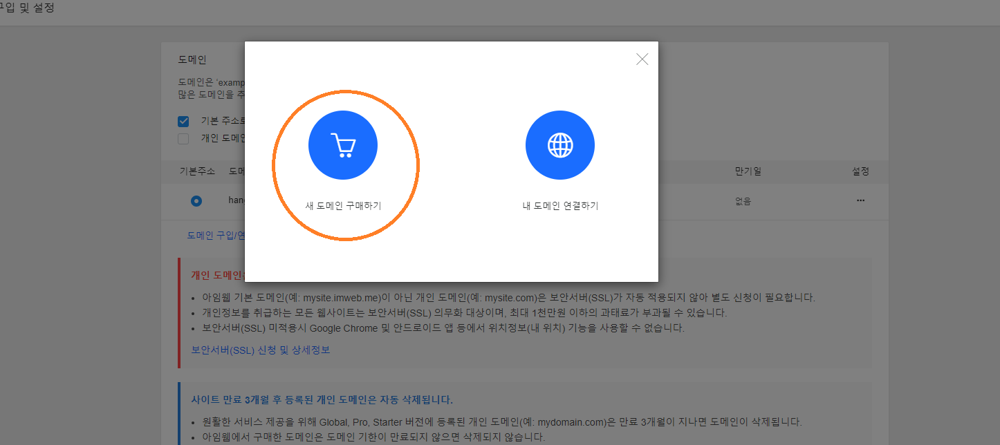 구입 및 설정
도메인
도메인은 'examp
많은 도메인을 추
기본 주소로
개인 도메인
새 도메인 구매하기
내 도메인 연결하기
기본주소 도메 만기일 설정
han 없음
도메인 구입/연
개인 도메인은
아임웹 기본 도메인(예: mysite.imweb.me)이 아닌 개인 도메인(예: mysite.com)은 보안서버(SSL)가 자동 적용되지 않아 별도 신청이 필요합니다.
개인정보를 취급하는 모든 웹사이트는 보안서버(SSL) 의무화 대상이며, 최대 1천만원 이하의 과태료가 부과될 수 있습니다.
보안서버(SSL) 미적용시 Google Chrome 및 안드로이드 앱 등에서 위치정보(내 위치) 기능을 사용할 수 없습니다.
보안서버(SSL) 신청 및 상세정보
사이트 만료 3개월 후 등록된 개인 도메인은 자동 삭제됩니다.
원활한 서비스 제공을 위해 Global, Pro, Starter 버전에 등록된 개인 도메인(예: mydomain.com)은 만료 3개월이 지나면 도메인이 삭제됩니다.
아임웹에서 구매한 도메인은 도메인 기한이 만료되지 않으면 삭제되지 않습니다.